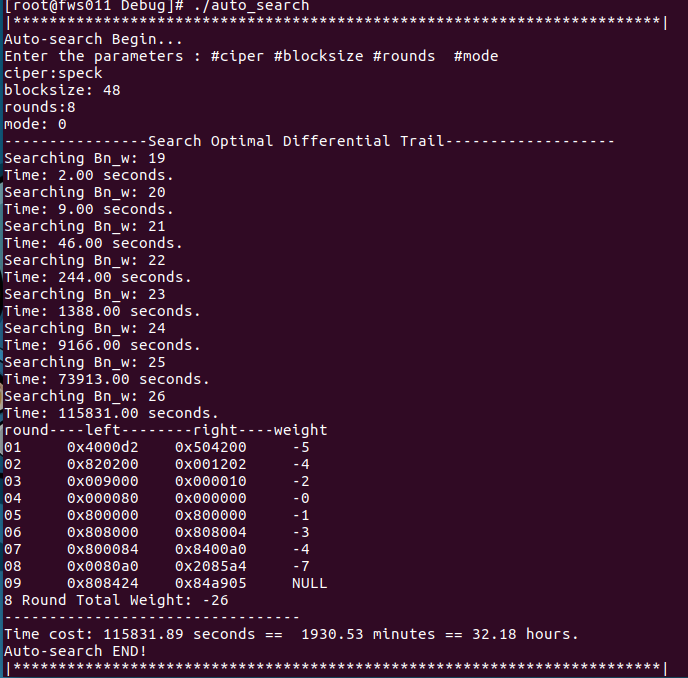 [root@fws011 Debug]# ./auto_search
|************************************************************************|
Auto-search Begin...
Enter the parameters : #ciper #blocksize #rounds  #mode
ciper:speck
blocksize: 48
rounds:8
mode: 0
----------------Search Optimal Differential Trail-------------------
Searching Bn_w: 19
Time: 2.00 seconds.
Searching Bn_w: 20
Time: 9.00 seconds.
Searching Bn_w: 21
Time: 46.00 seconds.
Searching Bn_w: 22
Time: 244.00 seconds.
Searching Bn_w: 23
Time: 1388.00 seconds.
Searching Bn_w: 24
Time: 9166.00 seconds.
Searching Bn_w: 25
Time: 73913.00 seconds.
Searching Bn_w: 26
Time: 115831.00 seconds.
round----left--------right----weight
01     0x4000d2    0x504200     -5
02     0x820200    0x001202     -4
03     0x009000    0x000010     -2
04     0x000080    0x000000     -0
05     0x800000    0x800000     -1
06     0x808000    0x808004     -3
07     0x800084    0x8400a0     -4
08     0x0080a0    0x2085a4     -7
09     0x808424    0x84a905     NULL
8 Round Total Weight: -26
---------------------------------
Time cost: 115831.89 seconds ==  1930.53 minutes == 32.18 hours.
Auto-search END!
|************************************************************************|